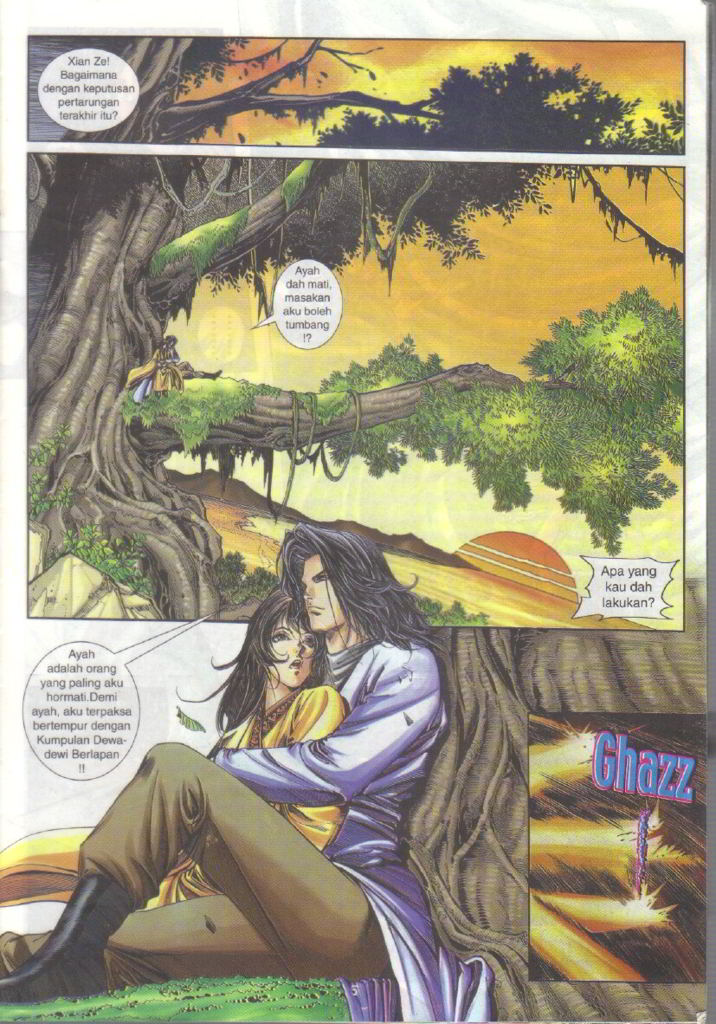 Xian Ze!
Bagaimana
dengan keputusan
pertarungan
terakhir itu?
Ayah
dah mati,
masakan
aku boleh
tumbang
!?
Apa yang
kau dah
lakukan?
Ayah
adalah orang
yang paling aku
hormati.Demi
ayah, aku terpaksa
bertempur dengan
Kumpulan Dewa-
dewi Berlapan
!!
Ghazz
!
5